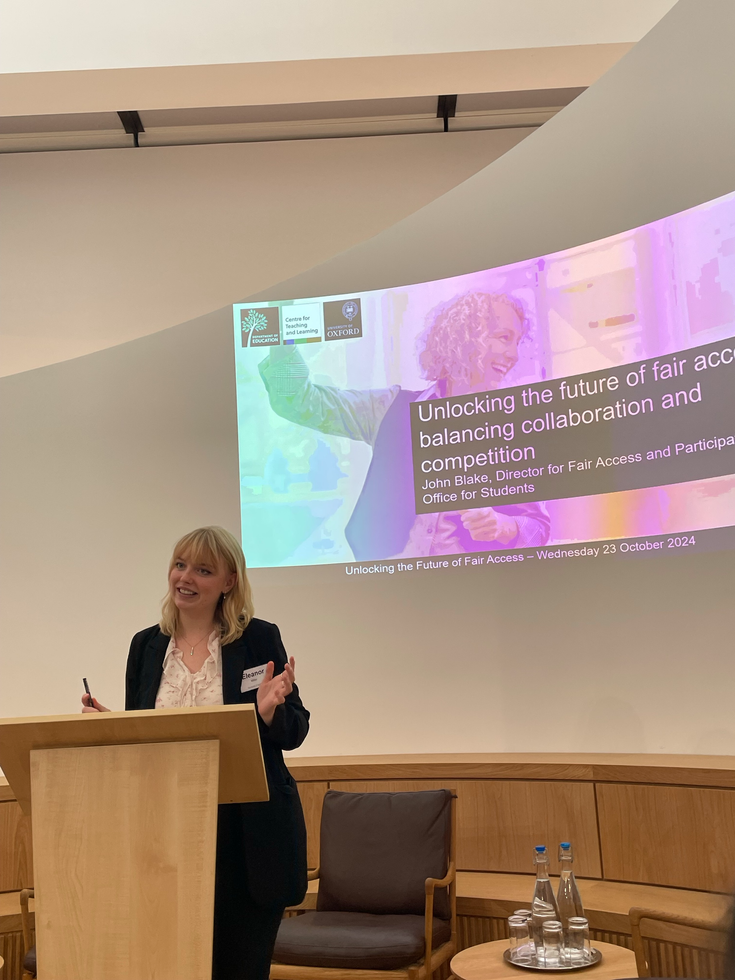 DEPARTMENT OF
EDUCATION
Centre for
Teaching
and Learning
UNIVERSITY OF
OXFORD
Unlocking the future of fair acce
balancing collaboration and
competition
John Blake, Director for Fair Access and Participa
Office for Students
Unlocking the Future of Fair Access – Wednesday 23 October 2024
Eleanor